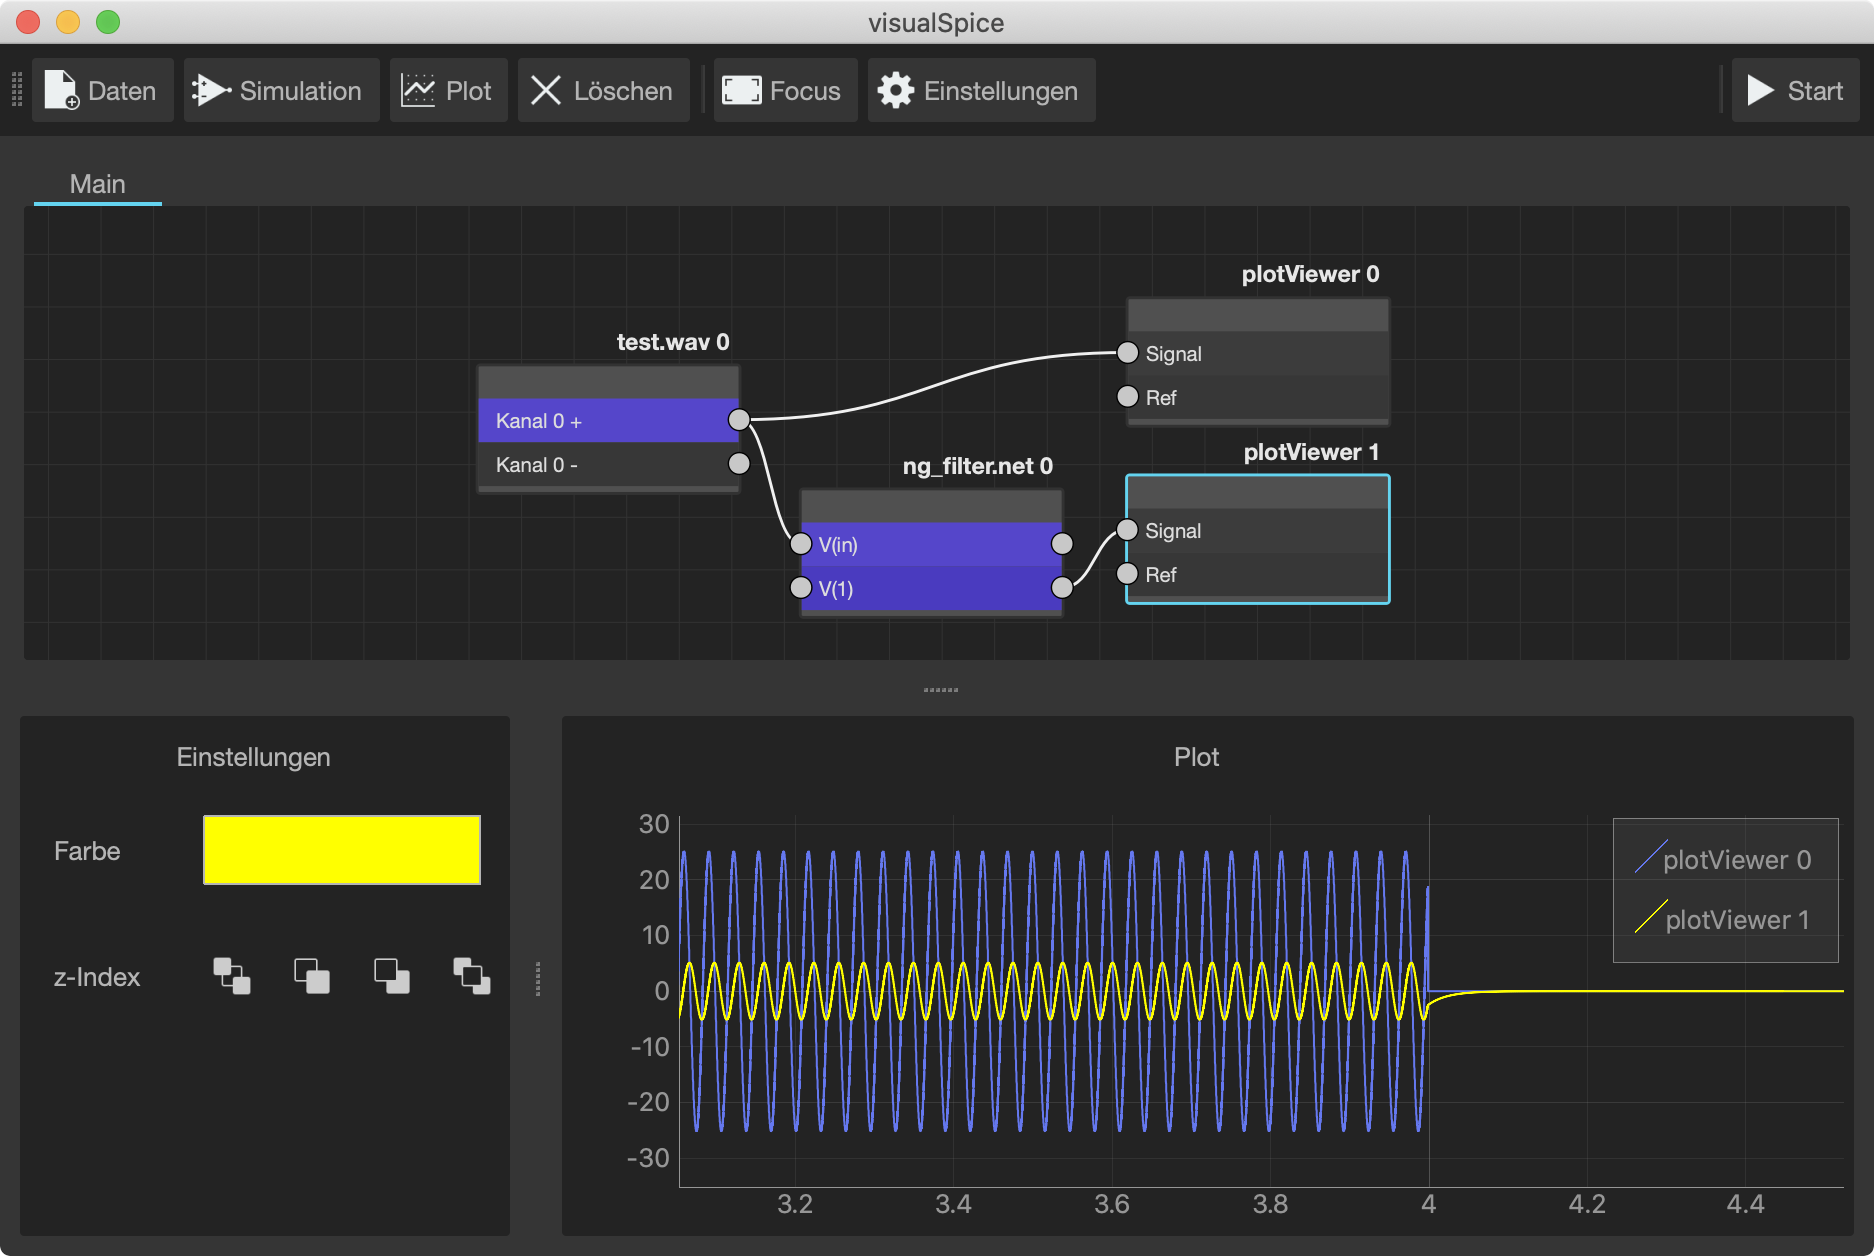 visualSpice
Daten Simulation Plot Löschen Focus Einstellungen Start
Main
plotViewer 0
Signal
Ref
test.wav 0
Kanal 0 +
Kanal 0 -
ng_filter.net 0
V(in)
V(1)
plotViewer 1
Signal
Ref
Einstellungen
Farbe
z-Index
Plot
30
20
10
0
-10
-20
-30
3.2 3.4 3.6 3.8 4 4.2 4.4
plotViewer 0
plotViewer 1